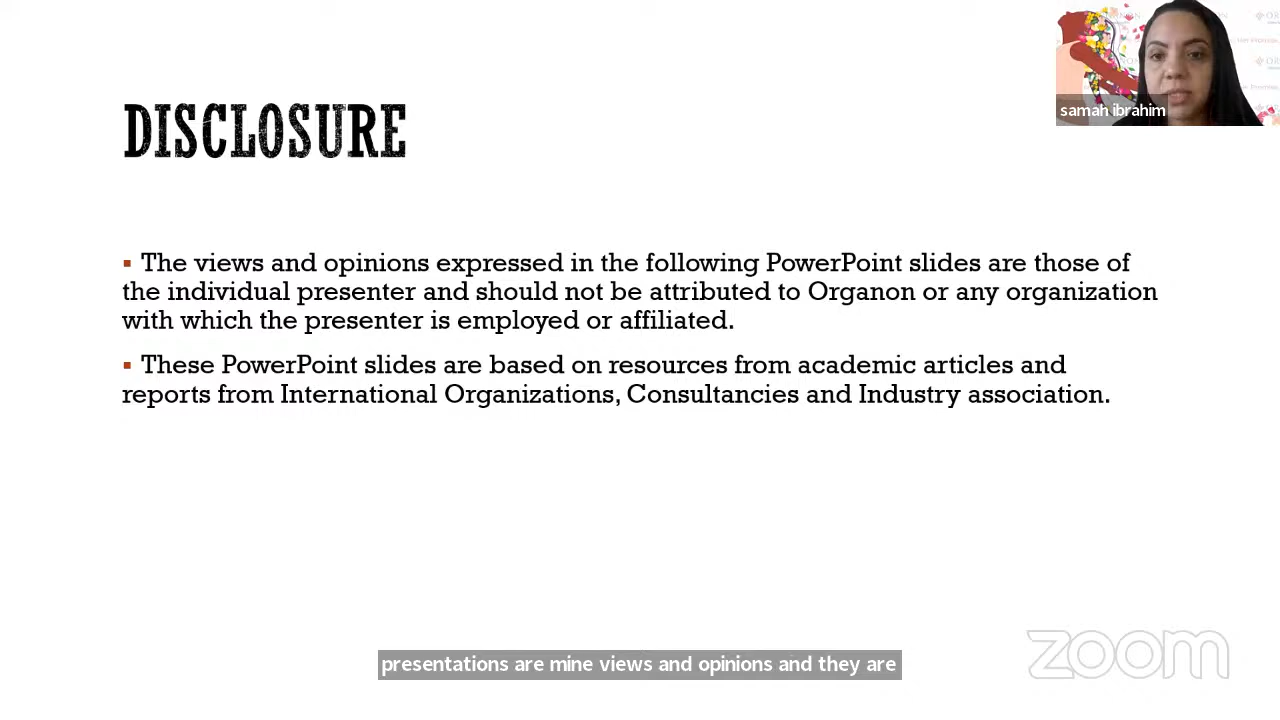 samah ibrahim
DISCLOSURE
▪ The views and opinions expressed in the following PowerPoint slides are those of
the individual presenter and should not be attributed to Organon or any organization
with which the presenter is employed or affiliated.
▪ These PowerPoint slides are based on resources from academic articles and
reports from International Organizations, Consultancies and Industry association.
presentations are mine views and opinions and they are
zoom